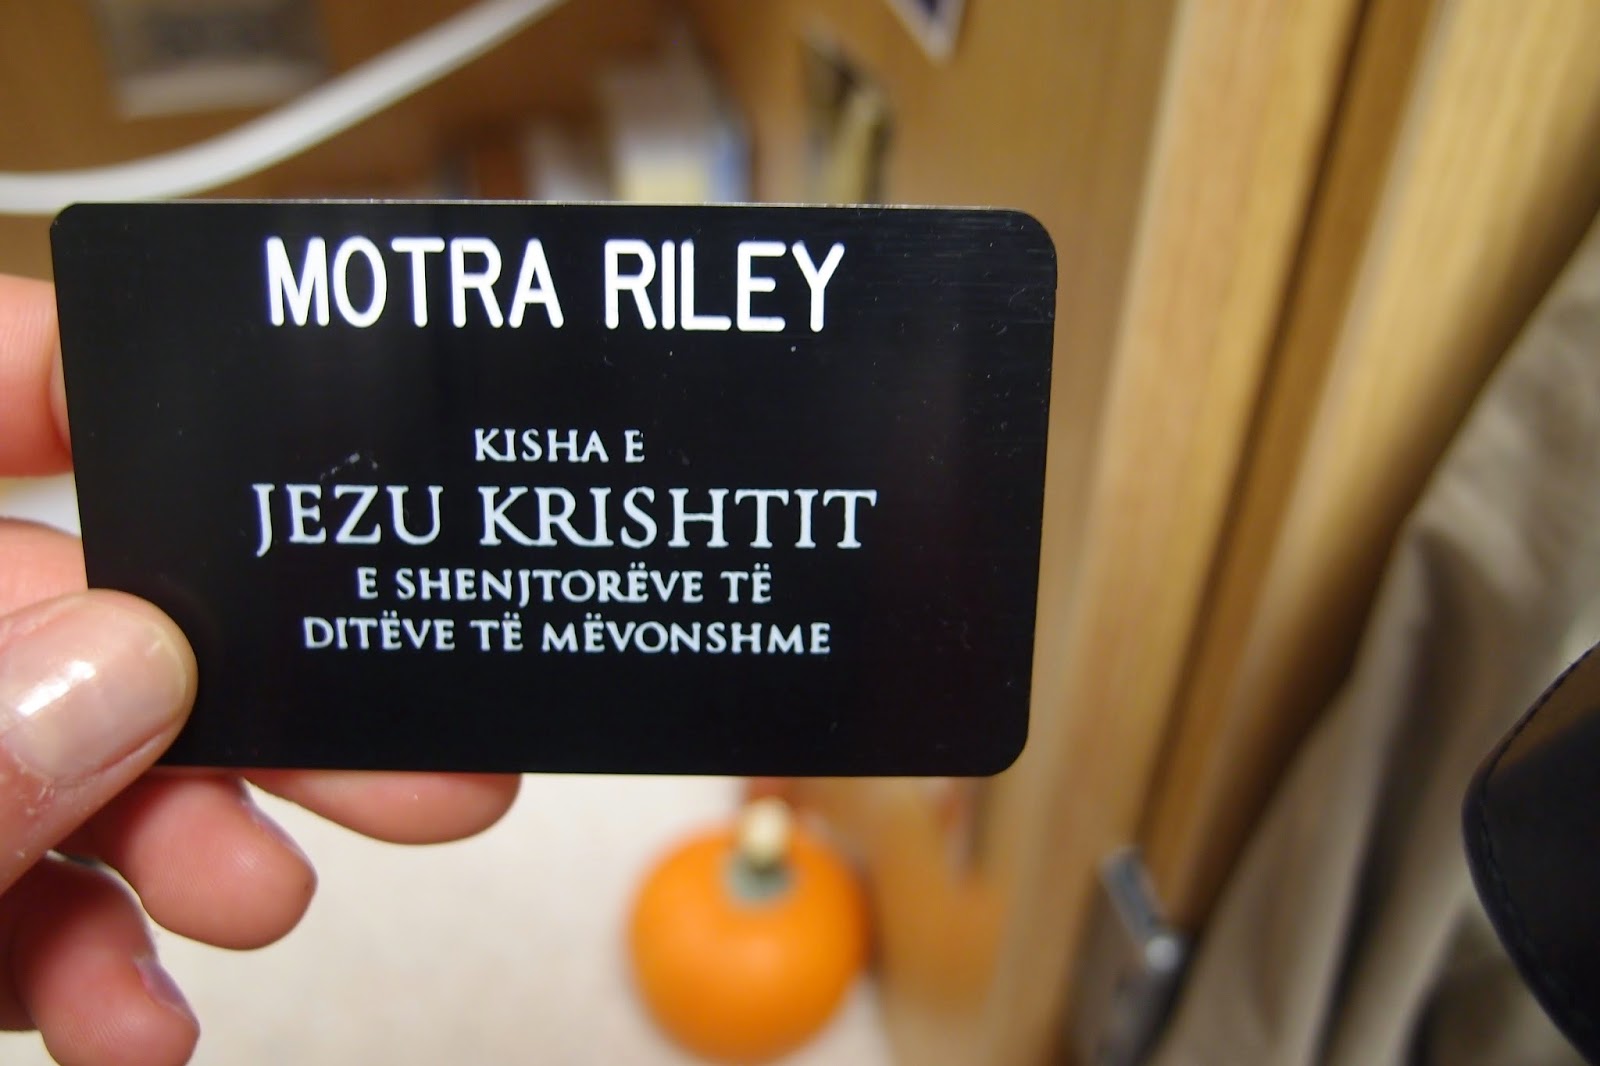 MOTRA RILEY
KISHA E
JEZU KRISHTIT
E SHENJTORËVE TË
DITËVE TË MËVONSHME